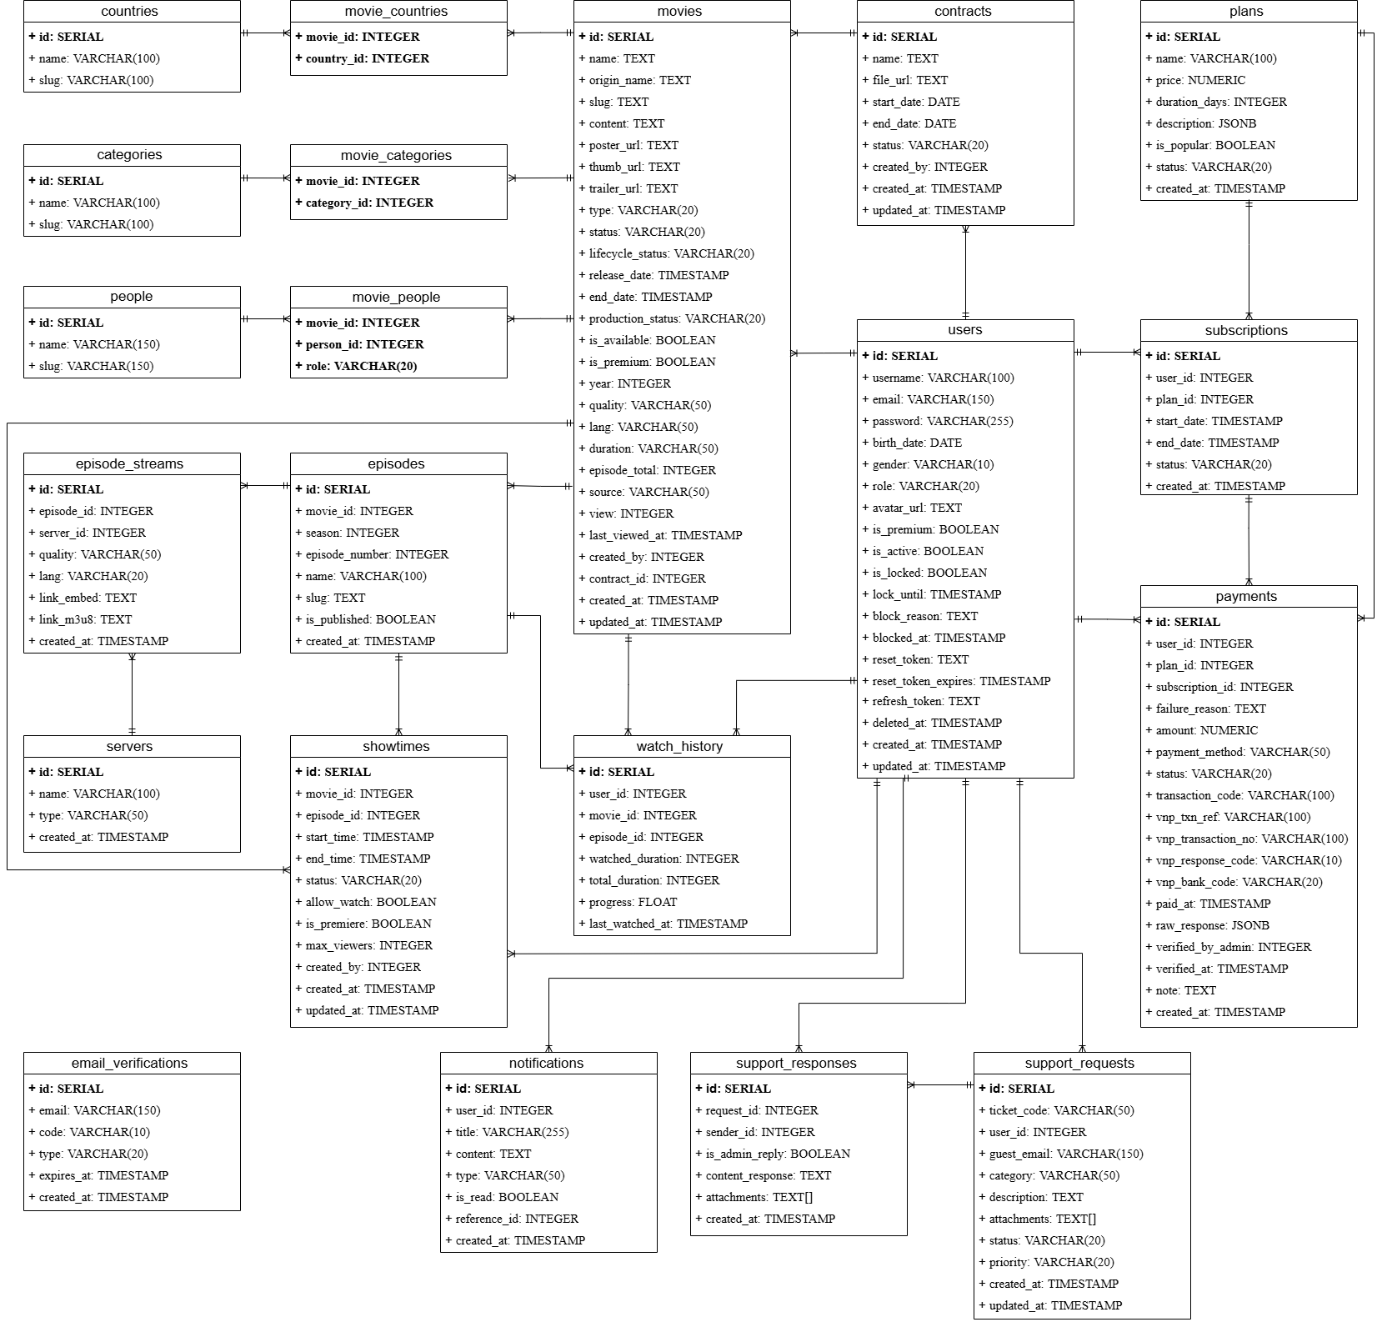 countries
+ id: SERIAL
+ name: VARCHAR(100)
+ slug: VARCHAR(100)
movie_countries
+ movie_id: INTEGER
+ country_id: INTEGER
movies
+ id: SERIAL
+ name: TEXT
+ origin_name: TEXT
+ slug: TEXT
+ content: TEXT
+ poster_url: TEXT
+ thumb_url: TEXT
+ trailer_url: TEXT
+ type: VARCHAR(20)
+ status: VARCHAR(20)
+ lifecycle_status: VARCHAR(20)
+ release_date: TIMESTAMP
+ end_date: TIMESTAMP
+ production_status: VARCHAR(20)
+ is_available: BOOLEAN
+ is_premium: BOOLEAN
+ year: INTEGER
+ quality: VARCHAR(50)
+ lang: VARCHAR(50)
+ duration: VARCHAR(50)
+ episode_total: INTEGER
+ source: VARCHAR(50)
+ view: INTEGER
+ last_viewed_at: TIMESTAMP
+ created_by: INTEGER
+ contract_id: INTEGER
+ created_at: TIMESTAMP
+ updated_at: TIMESTAMP
contracts
+ id: SERIAL
+ name: TEXT
+ file_url: TEXT
+ start_date: DATE
+ end_date: DATE
+ status: VARCHAR(20)
+ created_by: INTEGER
+ created_at: TIMESTAMP
+ updated_at: TIMESTAMP
plans
+ id: SERIAL
+ name: VARCHAR(100)
+ price: NUMERIC
+ duration_days: INTEGER
+ description: JSONB
+ is_popular: BOOLEAN
+ status: VARCHAR(20)
+ created_at: TIMESTAMP
categories
+ id: SERIAL
+ name: VARCHAR(100)
+ slug: VARCHAR(100)
movie_categories
+ movie_id: INTEGER
+ category_id: INTEGER
people
+ id: SERIAL
+ name: VARCHAR(150)
+ slug: VARCHAR(150)
movie_people
+ movie_id: INTEGER
+ person_id: INTEGER
+ role: VARCHAR(20)
users
+ id: SERIAL
+ username: VARCHAR(100)
+ email: VARCHAR(150)
+ password: VARCHAR(255)
+ birth_date: DATE
+ gender: VARCHAR(10)
+ role: VARCHAR(20)
+ avatar_url: TEXT
+ is_premium: BOOLEAN
+ is_active: BOOLEAN
+ is_locked: BOOLEAN
+ lock_until: TIMESTAMP
+ block_reason: TEXT
+ blocked_at: TIMESTAMP
+ reset_token: TEXT
+ reset_token_expires: TIMESTAMP
+ refresh_token: TEXT
+ deleted_at: TIMESTAMP
+ created_at: TIMESTAMP
+ updated_at: TIMESTAMP
subscriptions
+ id: SERIAL
+ user_id: INTEGER
+ plan_id: INTEGER
+ start_date: TIMESTAMP
+ end_date: TIMESTAMP
+ status: VARCHAR(20)
+ created_at: TIMESTAMP
episode_streams
+ id: SERIAL
+ episode_id: INTEGER
+ server_id: INTEGER
+ quality: VARCHAR(50)
+ lang: VARCHAR(20)
+ link_embed: TEXT
+ link_m3u8: TEXT
+ created_at: TIMESTAMP
episodes
+ id: SERIAL
+ movie_id: INTEGER
+ season: INTEGER
+ episode_number: INTEGER
+ name: VARCHAR(100)
+ slug: TEXT
+ is_published: BOOLEAN
+ created_at: TIMESTAMP
payments
+ id: SERIAL
+ user_id: INTEGER
+ plan_id: INTEGER
+ subscription_id: INTEGER
+ failure_reason: TEXT
+ amount: NUMERIC
+ payment_method: VARCHAR(50)
+ status: VARCHAR(20)
+ transaction_code: VARCHAR(100)
+ vnp_txn_ref: VARCHAR(100)
+ vnp_transaction_no: VARCHAR(100)
+ vnp_response_code: VARCHAR(10)
+ vnp_bank_code: VARCHAR(20)
+ paid_at: TIMESTAMP
+ raw_response: JSONB
+ verified_by_admin: INTEGER
+ verified_at: TIMESTAMP
+ note: TEXT
+ created_at: TIMESTAMP
servers
+ id: SERIAL
+ name: VARCHAR(100)
+ type: VARCHAR(50)
+ created_at: TIMESTAMP
showtimes
+ id: SERIAL
+ movie_id: INTEGER
+ episode_id: INTEGER
+ start_time: TIMESTAMP
+ end_time: TIMESTAMP
+ status: VARCHAR(20)
+ allow_watch: BOOLEAN
+ is_premiere: BOOLEAN
+ max_viewers: INTEGER
+ created_by: INTEGER
+ created_at: TIMESTAMP
+ updated_at: TIMESTAMP
watch_history
+ id: SERIAL
+ user_id: INTEGER
+ movie_id: INTEGER
+ episode_id: INTEGER
+ watched_duration: INTEGER
+ total_duration: INTEGER
+ progress: FLOAT
+ last_watched_at: TIMESTAMP
email_verifications
+ id: SERIAL
+ email: VARCHAR(150)
+ code: VARCHAR(10)
+ type: VARCHAR(20)
+ expires_at: TIMESTAMP
+ created_at: TIMESTAMP
notifications
+ id: SERIAL
+ user_id: INTEGER
+ title: VARCHAR(255)
+ content: TEXT
+ type: VARCHAR(50)
+ is_read: BOOLEAN
+ reference_id: INTEGER
+ created_at: TIMESTAMP
support_responses
+ id: SERIAL
+ request_id: INTEGER
+ sender_id: INTEGER
+ is_admin_reply: BOOLEAN
+ content_response: TEXT
+ attachments: TEXT[]
+ created_at: TIMESTAMP
support_requests
+ id: SERIAL
+ ticket_code: VARCHAR(50)
+ user_id: INTEGER
+ guest_email: VARCHAR(150)
+ category: VARCHAR(50)
+ description: TEXT
+ attachments: TEXT[]
+ status: VARCHAR(20)
+ priority: VARCHAR(20)
+ created_at: TIMESTAMP
+ updated_at: TIMESTAMP